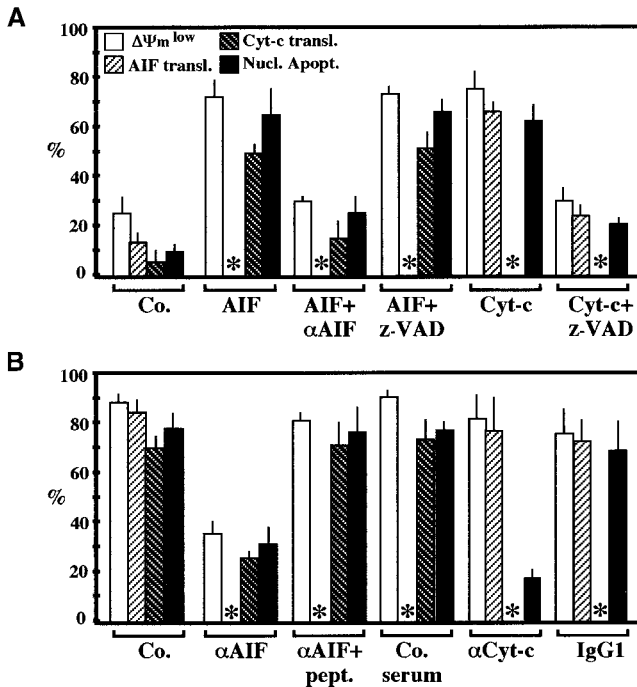 A
100
80
60
40
20
0
%
ΔΨm low
Cyt-c transl.
AIF transl.
Nucl. Apopt.
* * * * *
Co. AIF AIF+ AIF+ Cyt-c Cyt-c+
αAIF z-VAD z-VAD
B
100
80
60
40
20
0
%
* * * * *
Co. αAIF αAIF+ Co. αCyt-c IgG1
pept. serum